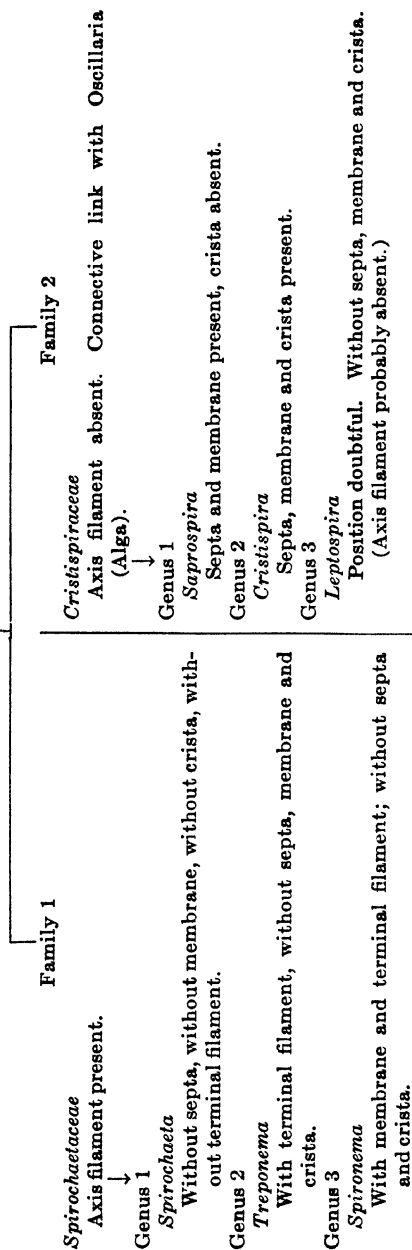 Family 1
Spirochaetaceae
Axis filament present.
↓
Genus 1
Spirochaeta
Without septa, without membrane, without crista, with-
out terminal filament.
Genus 2
Treponema
With terminal filament, without septa, membrane and
crista.
Genus 3
Spironema
With membrane and terminal filament; without septa
and crista.
Family 2
Cristispiraceae
Axis filament absent. Connective link with Oscillaria
(Alga).
↓
Genus 1
Saprospira
Septa and membrane present, crista absent.
Genus 2
Cristispira
Septa, membrane and crista present.
Genus 3
Leptospira
Position doubtful. Without septa, membrane and crista.
(Axis filament probably absent.)